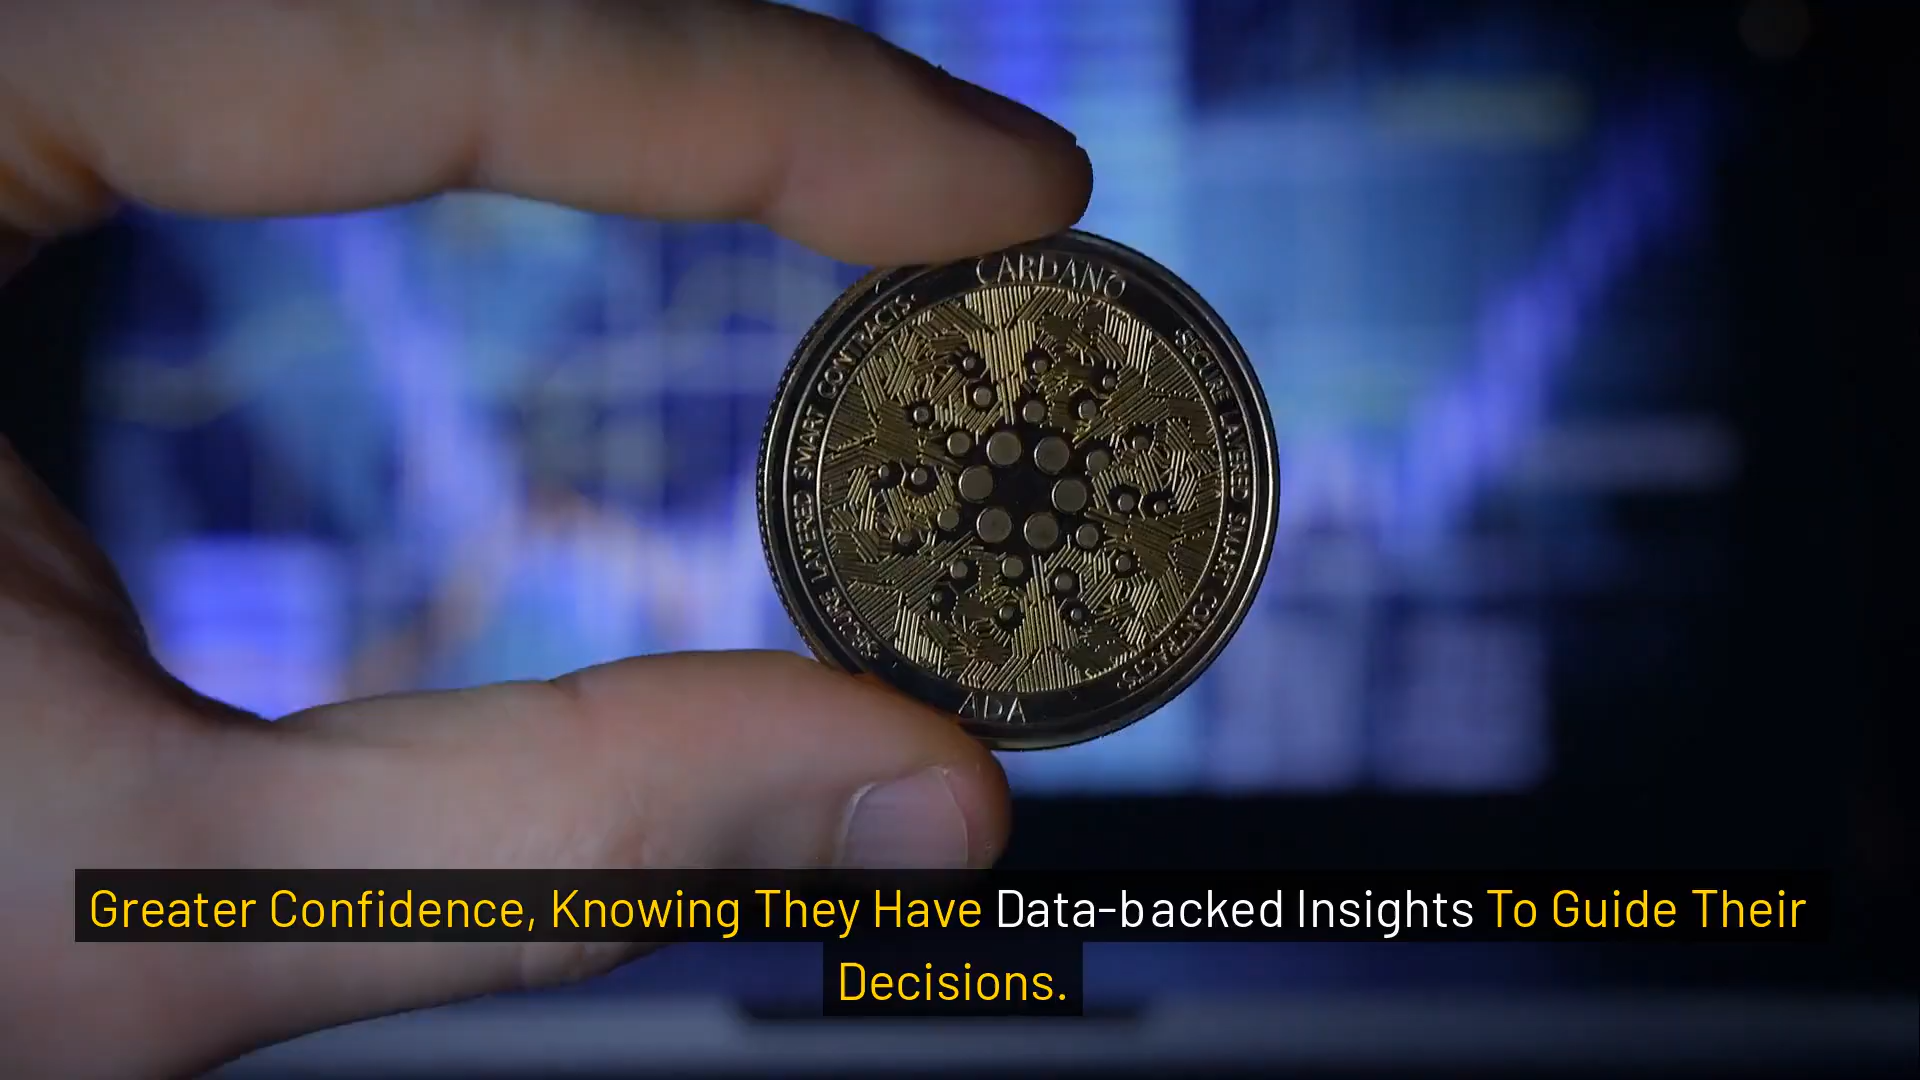 CARDANO
SECURE LAYERED SMART CONTRACTS
SECURE LAYERED SMART CONTRACTS
ADA
Greater Confidence, Knowing They Have Data-backed Insights To Guide Their
Decisions.